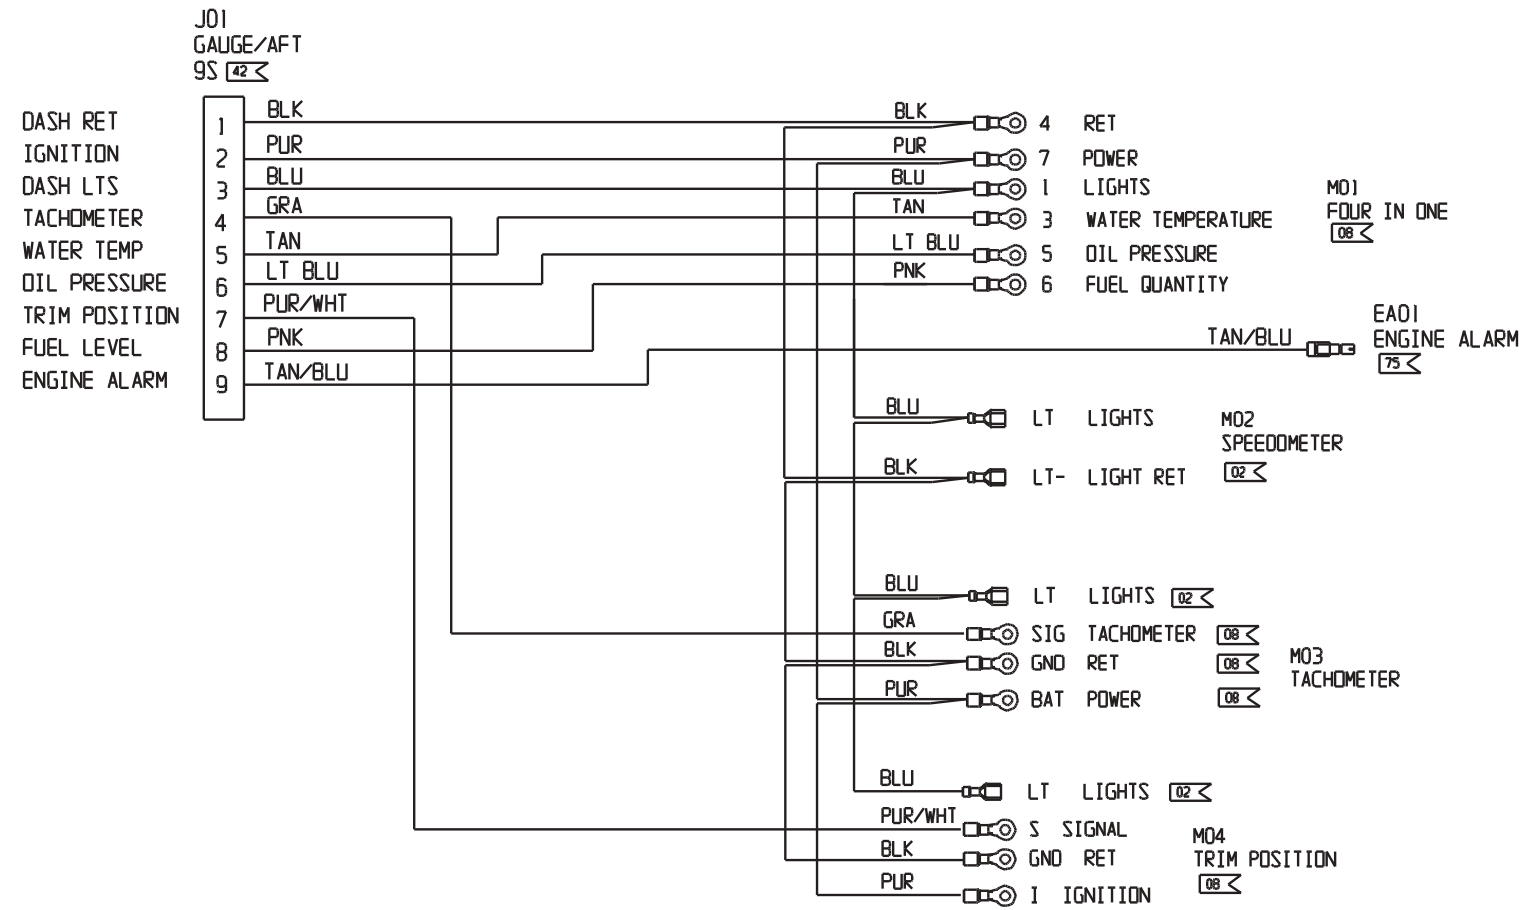 J01
GAUGE/AFT
9S 42
DASH RET 1 BLK
IGNITION 2 PUR
DASH LTS 3 BLU
TACHOMETER 4 GRA
WATER TEMP 5 TAN
OIL PRESSURE 6 LT BLU
TRIM POSITION 7 PUR/WHT
FUEL LEVEL 8 PNK
ENGINE ALARM 9 TAN/BLU
BLK 4 RET
PUR 7 POWER
BLU 1 LIGHTS
TAN 3 WATER TEMPERATURE
LT BLU 5 OIL PRESSURE
PNK 6 FUEL QUANTITY
M01
FOUR IN ONE
08
TAN/BLU
EA01
ENGINE ALARM
75
BLU LT LIGHTS
BLK LT- LIGHT RET
M02
SPEEDOMETER
02
BLU LT LIGHTS 02
GRA SIG TACHOMETER 08
BLK GND RET 08
PUR BAT POWER 08
M03
TACHOMETER
BLU LT LIGHTS 02
PUR/WHT S SIGNAL
BLK GND RET
PUR I IGNITION
M04
TRIM POSITION
08